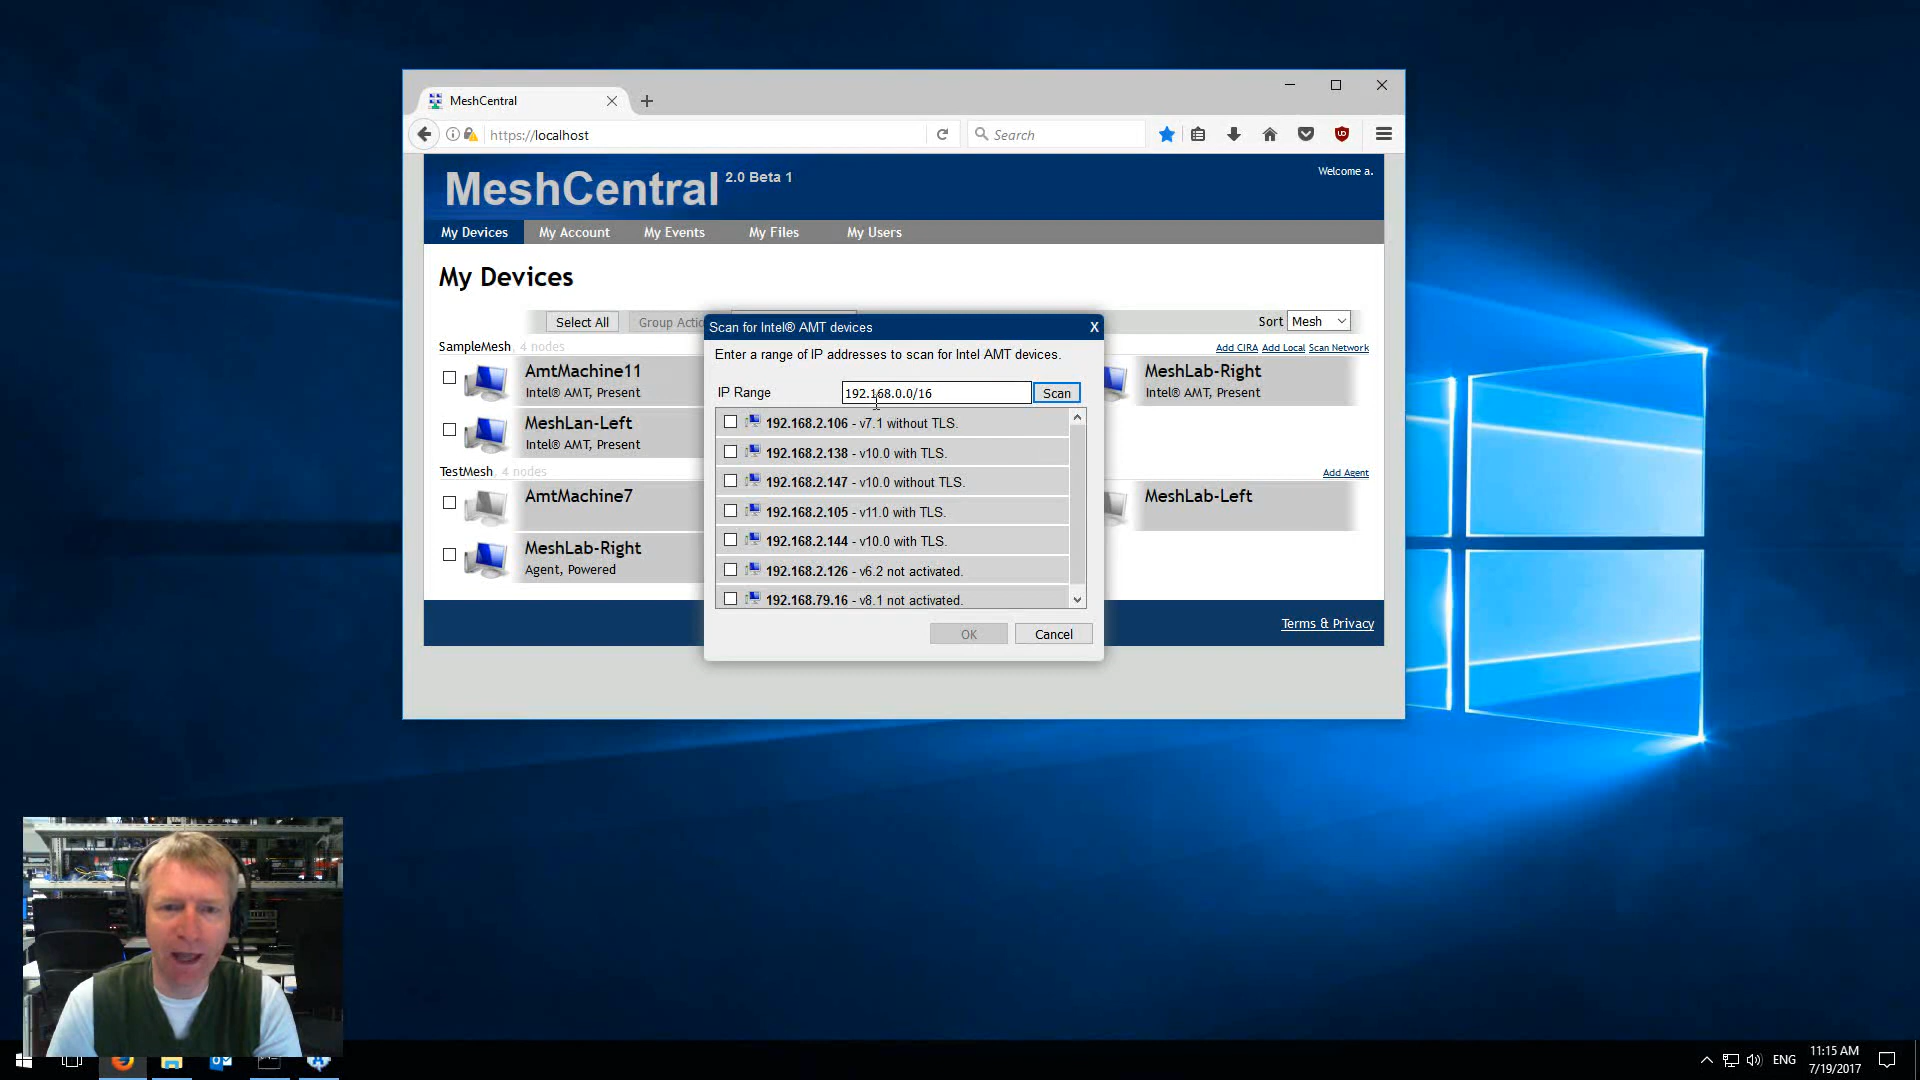 MeshCentral
https://localhost
Search
MeshCentral 2.0 Beta 1
Welcome a.
My Devices My Account My Events My Files My Users
My Devices
Select All Group Actio
Sort Mesh
SampleMesh, 4 nodes
Add CIRA Add Local Scan Network
AmtMachine11
Intel® AMT, Present
MeshLab-Right
Intel® AMT, Present
MeshLan-Left
Intel® AMT, Present
TestMesh, 4 nodes
Add Agent
AmtMachine7
MeshLab-Left
MeshLab-Right
Agent, Powered
Terms & Privacy
Scan for Intel® AMT devices X
Enter a range of IP addresses to scan for Intel AMT devices.
IP Range 192.168.0.0/16 Scan
192.168.2.106 - v7.1 without TLS.
192.168.2.138 - v10.0 with TLS.
192.168.2.147 - v10.0 without TLS.
192.168.2.105 - v11.0 with TLS.
192.168.2.144 - v10.0 with TLS.
192.168.2.126 - v6.2 not activated.
192.168.79.16 - v8.1 not activated.
OK Cancel
ENG
11:15 AM
7/19/2017